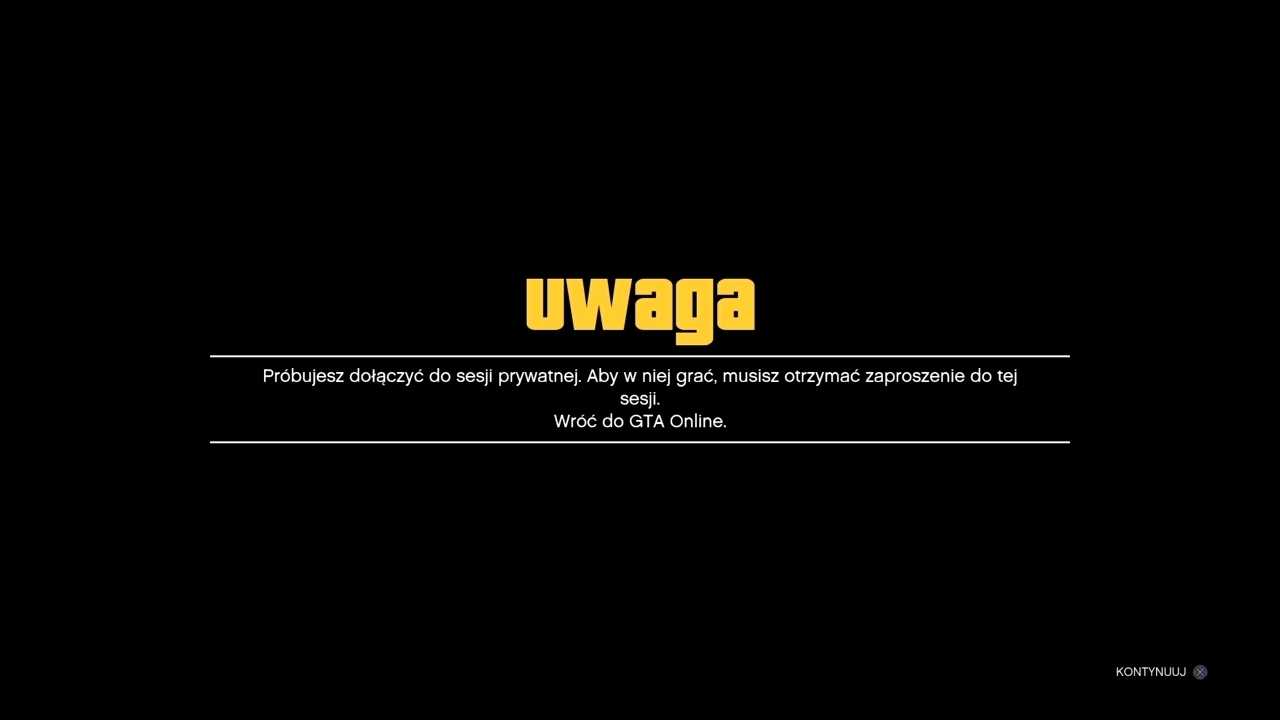 uwaga
Próbujesz dołączyć do sesji prywatnej. Aby w niej grać, musisz otrzymać zaproszenie do tej
sesji.
Wróć do GTA Online.
KONTYNUUJ